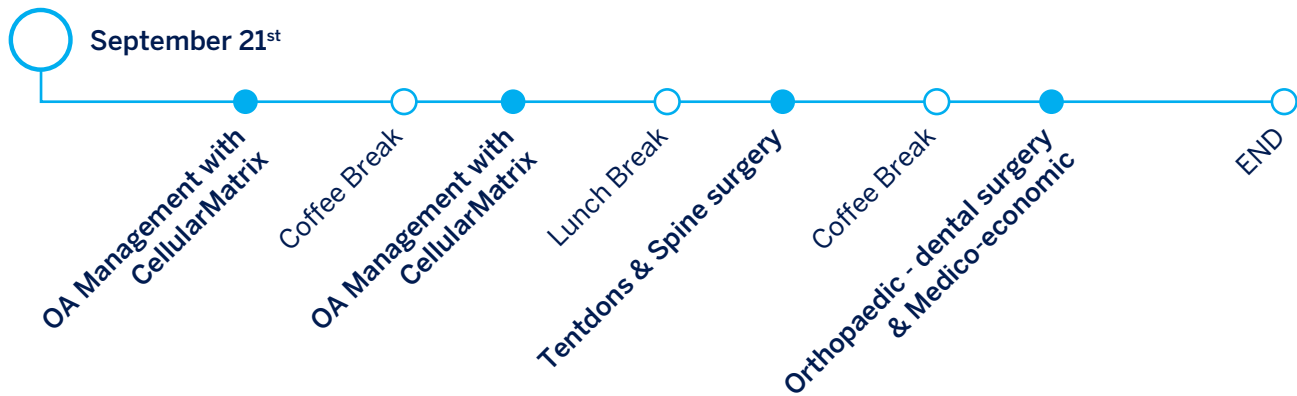 September 21st
OA Management with
CellularMatrix
Coffee Break
OA Management with
CellularMatrix
Lunch Break
Tentdons & Spine surgery
Coffee Break
Orthopaedic - dental surgery
& Medico-economic
END